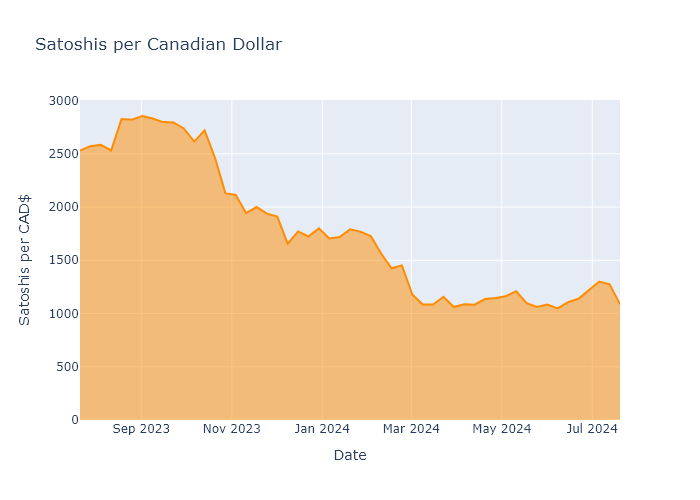 Satoshis per Canadian Dollar
3000
2500
2000
1500
1000
500
0
Satoshis per CAD$
Sep 2023
Nov 2023
Jan 2024
Mar 2024
May 2024
Jul 2024
Date